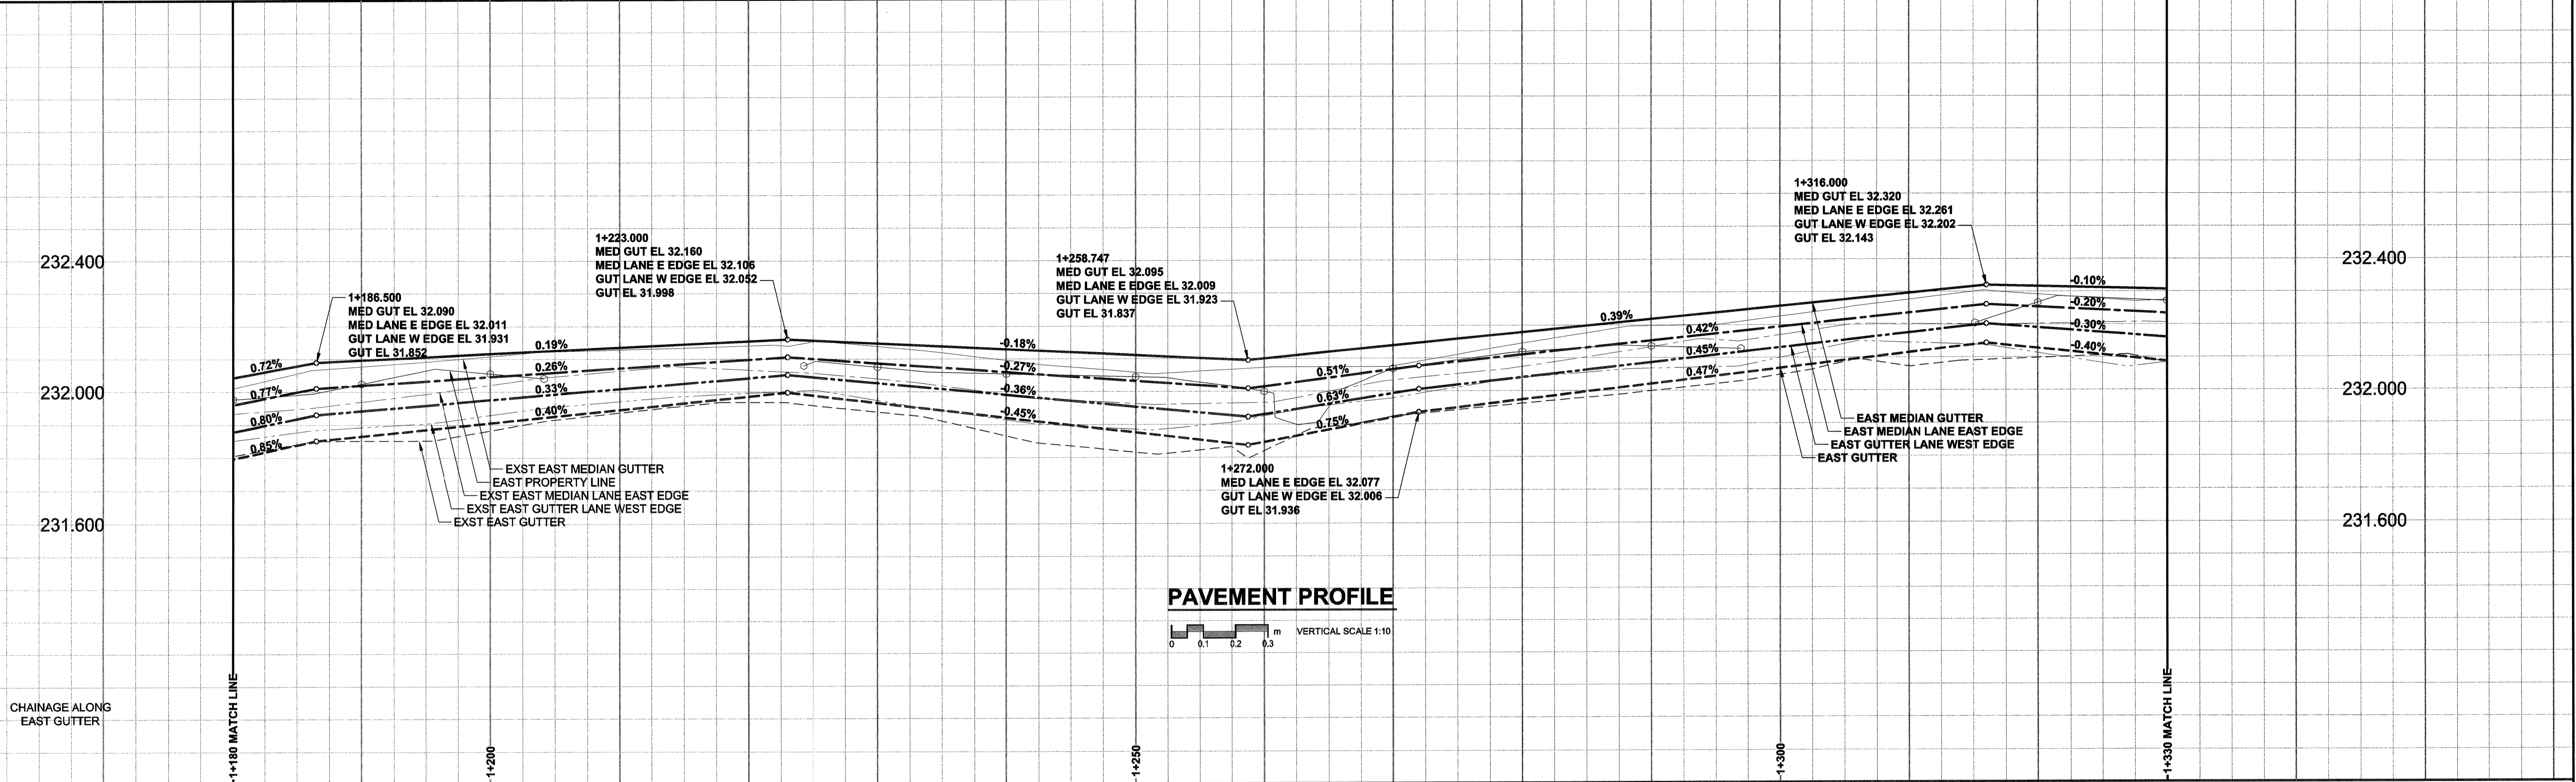 1+316.000
MED GUT EL 32.320
MED LANE E EDGE EL 32.261
GUT LANE W EDGE EL 32.202
GUT EL 32.143
1+223.000
MED GUT EL 32.160
MED LANE E EDGE EL 32.106
GUT LANE W EDGE EL 32.052
GUT EL 31.998
1+258.747
MED GUT EL 32.095
MED LANE E EDGE EL 32.009
GUT LANE W EDGE EL 31.923
GUT EL 31.837
232.400
232.400
1+186.500
MED GUT EL 32.090
MED LANE E EDGE EL 32.011
GUT LANE W EDGE EL 31.931
GUT EL 31.852
0.72%
0.77%
0.80%
0.85%
0.19%
0.26%
0.33%
0.40%
-0.18%
-0.27%
-0.36%
-0.45%
0.51%
0.63%
0.75%
0.39%
0.42%
0.45%
0.47%
-0.10%
-0.20%
-0.30%
-0.40%
232.000
232.000
EAST MEDIAN GUTTER
EAST MEDIAN LANE EAST EDGE
EAST GUTTER LANE WEST EDGE
EAST GUTTER
EXST EAST MEDIAN GUTTER
EAST PROPERTY LINE
EXST EAST MEDIAN LANE EAST EDGE
EXST EAST GUTTER LANE WEST EDGE
EXST EAST GUTTER
1+272.000
MED LANE E EDGE EL 32.077
GUT LANE W EDGE EL 32.006
GUT EL 31.936
231.600
231.600
PAVEMENT PROFILE
m VERTICAL SCALE 1:10
0 0.1 0.2 0.3
CHAINAGE ALONG
EAST GUTTER
1+180 MATCH LINE
1+200
1+250
1+300
1+330 MATCH LINE